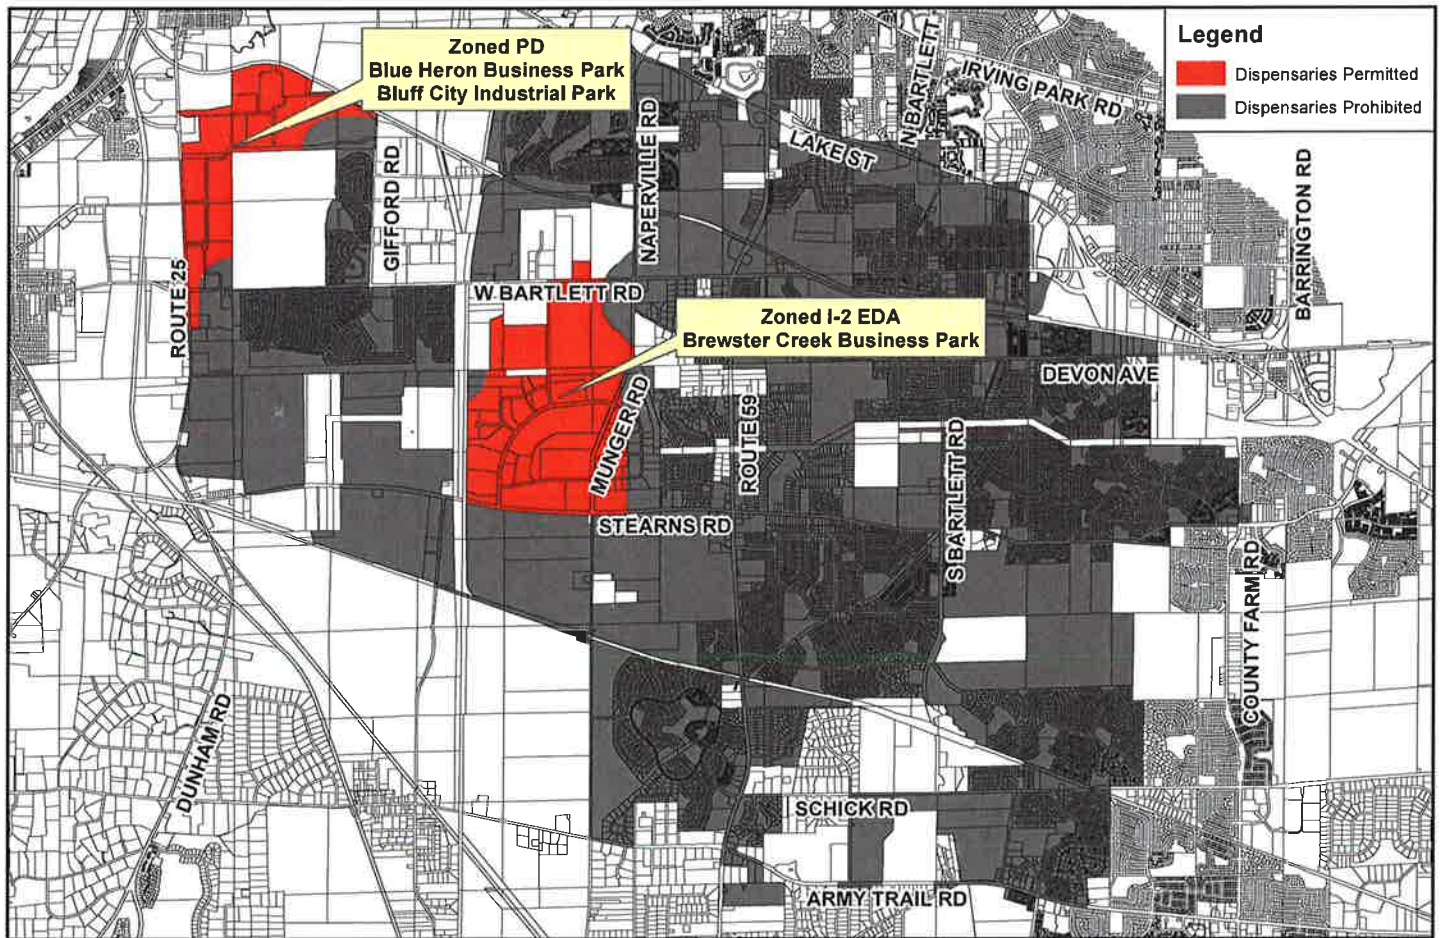 Zoned PD
Blue Heron Business Park
Bluff City Industrial Park
Legend
Dispensaries Permitted
Dispensaries Prohibited
N BARTLETT
IRVING PARK RD
LAKE ST
NAPERVILLE RD
GIFFORD RD
BARRINGTON RD
ROUTE 25
W BARTLETT RD
Zoned I-2 EDA
Brewster Creek Business Park
DEVON AVE
MUNGER RD
ROUTE 59
S BARTLETT RD
STEARNS RD
COUNTY FARM RD
DUNHAM RD
SCHICK RD
ARMY TRAIL RD